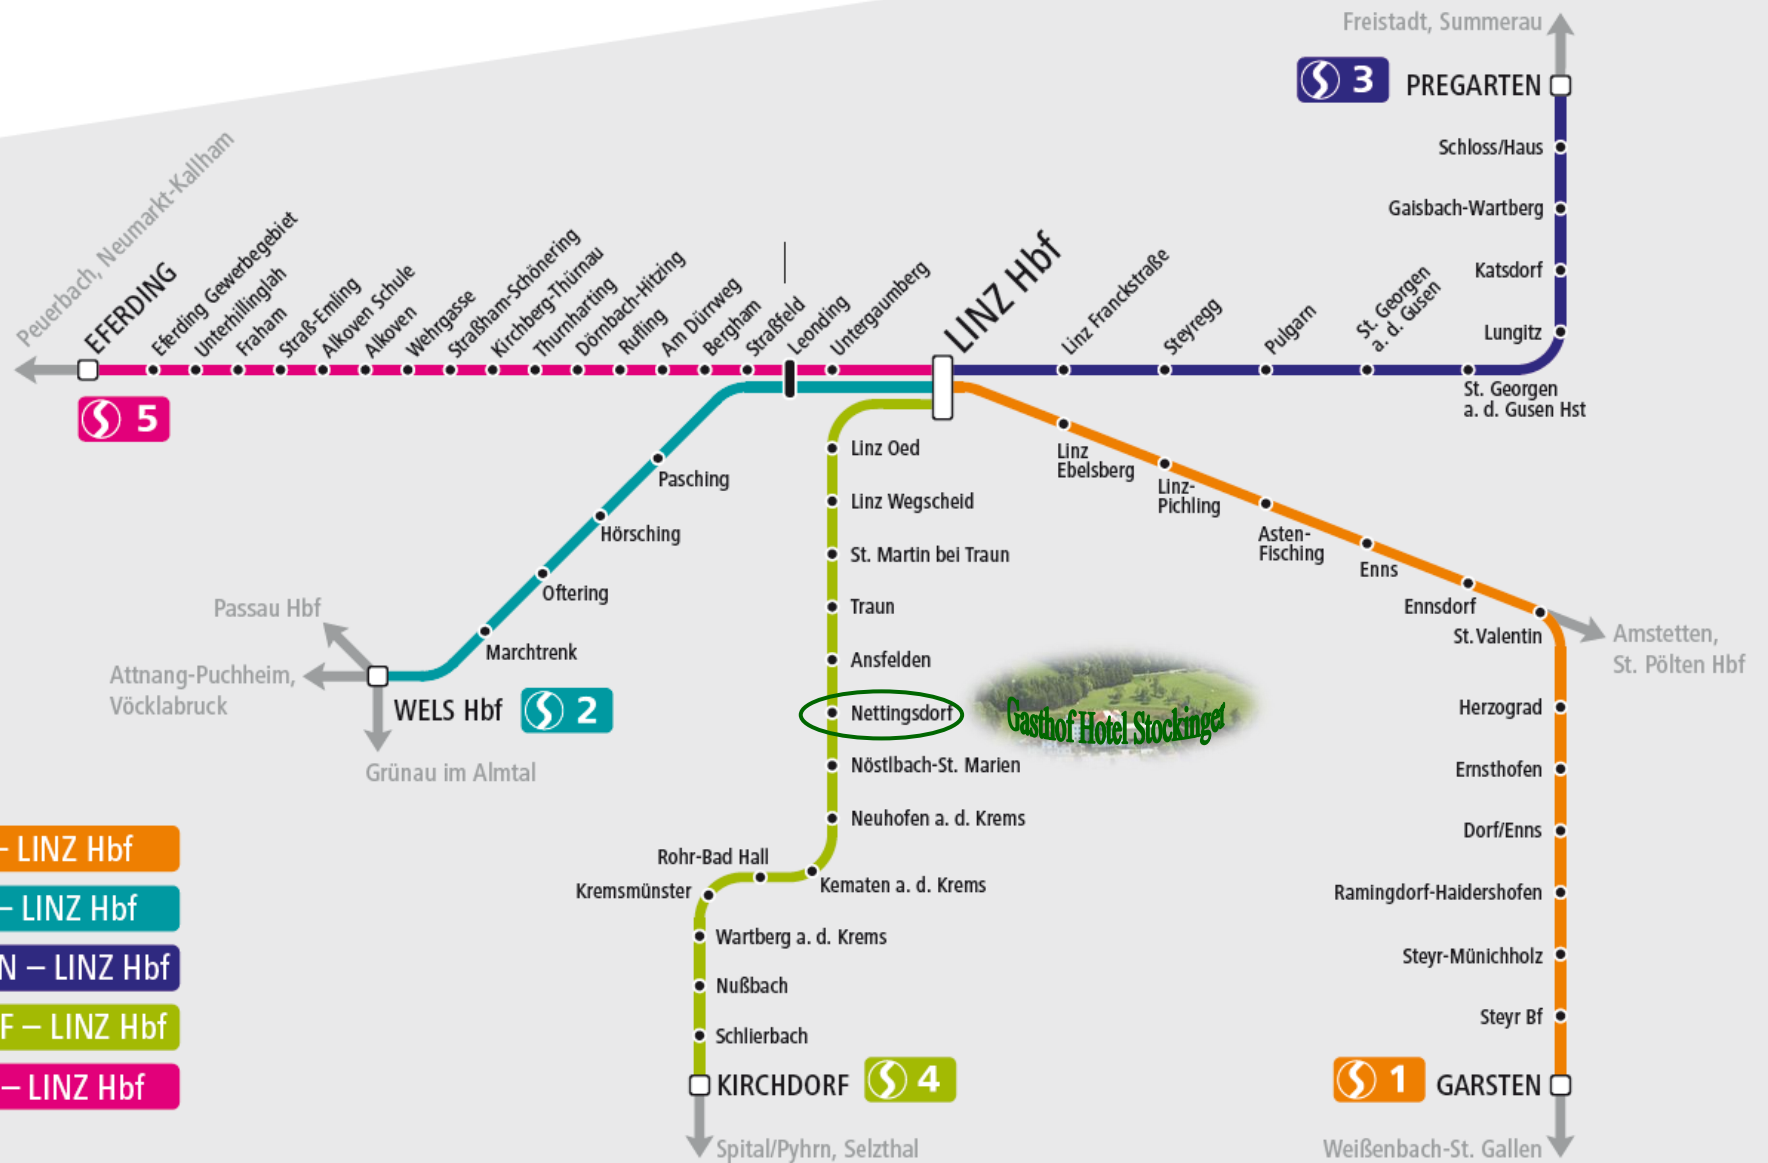 Freistadt, Summerau
S 3 PREGARTEN
Schloss/Haus
Gaisbach-Wartberg
Katsdorf
Lungitz
Peuerbach, Neumarkt-Kallham
EFERDING
Eferding Gewerbegebiet
Unterhillinglah
Fraham
Straß-Emling
Alkoven Schule
Alkoven
Wehrgasse
Straßham-Schönering
Kirchberg-Thürnau
Thurnharting
Dörnbach-Hitzing
Rufling
Am Dürrweg
Bergham
Straßfeld
Leonding
Untergaumberg
LINZ Hbf
Linz Franckstraße
Steyregg
Pulgarn
St. Georgen
a. d. Gusen
St. Georgen
a. d. Gusen Hst
S 5
Linz Oed
Linz Wegscheid
St. Martin bei Traun
Traun
Ansfelden
Nettingsdorf
Gasthof Hotel Stockinger
Nöstlbach-St. Marien
Neuhofen a. d. Krems
Kematen a. d. Krems
Rohr-Bad Hall
Kremsmünster
Wartberg a. d. Krems
Nußbach
Schlierbach
KIRCHDORF S 4
Spital/Pyhrn, Selzthal
Pasching
Hörsching
Oftering
Marchtrenk
WELS Hbf S 2
Passau Hbf
Attnang-Puchheim,
Vöcklabruck
Grünau im Almtal
Linz
Ebelsberg
Linz-
Pichling
Asten-
Fisching
Enns
Ennsdorf
St. Valentin
Amstetten,
St. Pölten Hbf
Herzograd
Ernsthofen
Dorf/Enns
Ramingdorf-Haidershofen
Steyr-Münichholz
Steyr Bf
S 1 GARSTEN
Weißenbach-St. Gallen
– LINZ Hbf
– LINZ Hbf
N – LINZ Hbf
F – LINZ Hbf
– LINZ Hbf